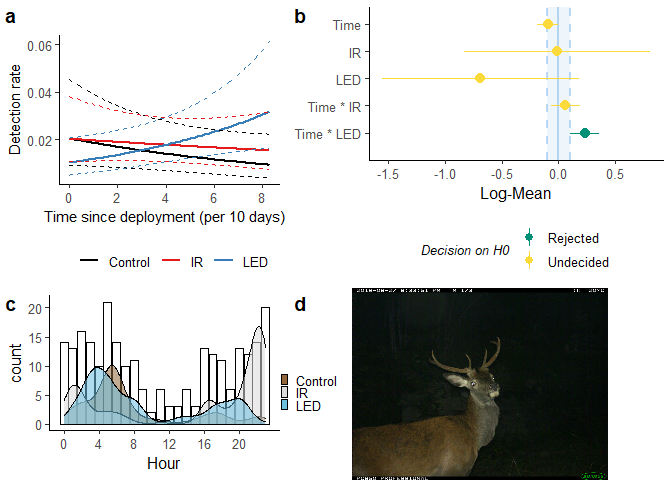 a
0.06
0.04
0.02
Detection rate
0 2 4 6 8
Time since deployment (per 10 days)
Control IR LED
b
Time
IR
LED
Time * IR
Time * LED
-1.5 -1.0 -0.5 0.0 0.5
Log-Mean
Decision on H0
Rejected
Undecided
c
20
15
10
5
0
count
0 4 8 12 16 20
Hour
Control
IR
LED
d
PC850 PROFESSIONAL